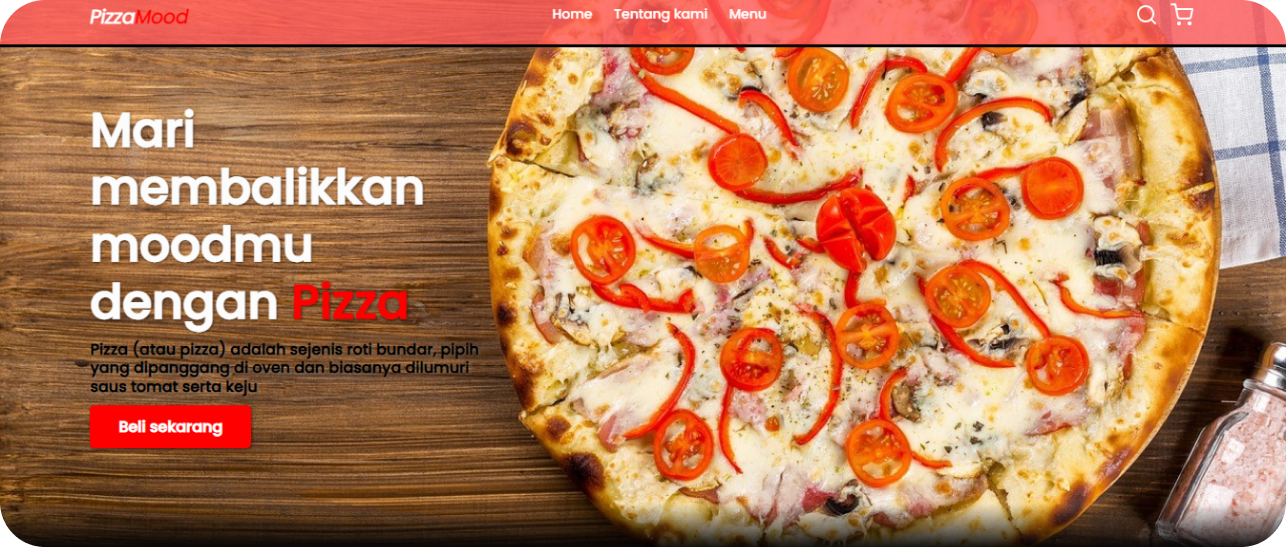 PizzaMood
Home Tentang kami Menu
Mari
membalikkan
moodmu
dengan Pizza
Pizza (atau pizza) adalah sejenis roti bundar, pipih
yang dipanggang di oven dan biasanya dilumuri
saus tomat serta keju
Beli sekarang